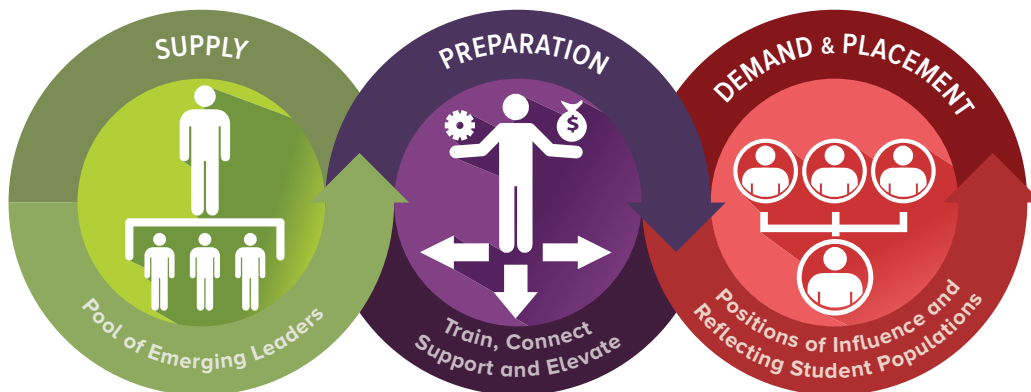 SUPPLY
Pool of Emerging Leaders
PREPARATION
$
Train, Connect
Support and Elevate
DEMAND & PLACEMENT
Positions of Influence and
Reflecting Student Populations